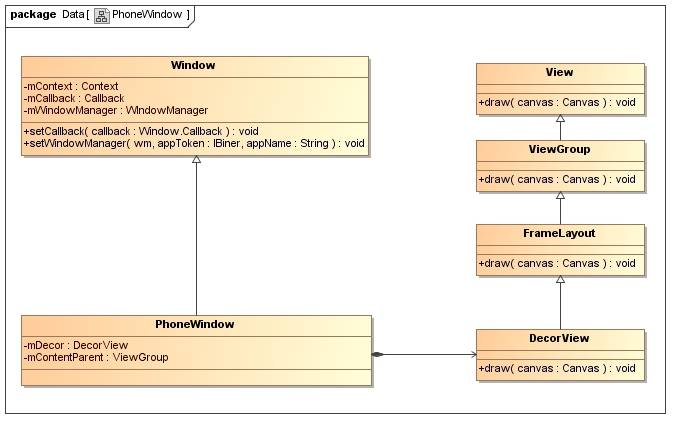 package Data[ PhoneWindow ]
Window
-mContext : Context
-mCallback : Callback
-mWindowManager : WIndowManager
+setCallback( callback : Window.Callback ) : void
+setWindowManager( wm, appToken : IBiner, appName : String ) : void
View
+draw( canvas : Canvas ) : void
ViewGroup
+draw( canvas : Canvas ) : void
FrameLayout
+draw( canvas : Canvas ) : void
PhoneWindow
-mDecor : DecorView
-mContentParent : ViewGroup
DecorView
+draw( canvas : Canvas ) : void